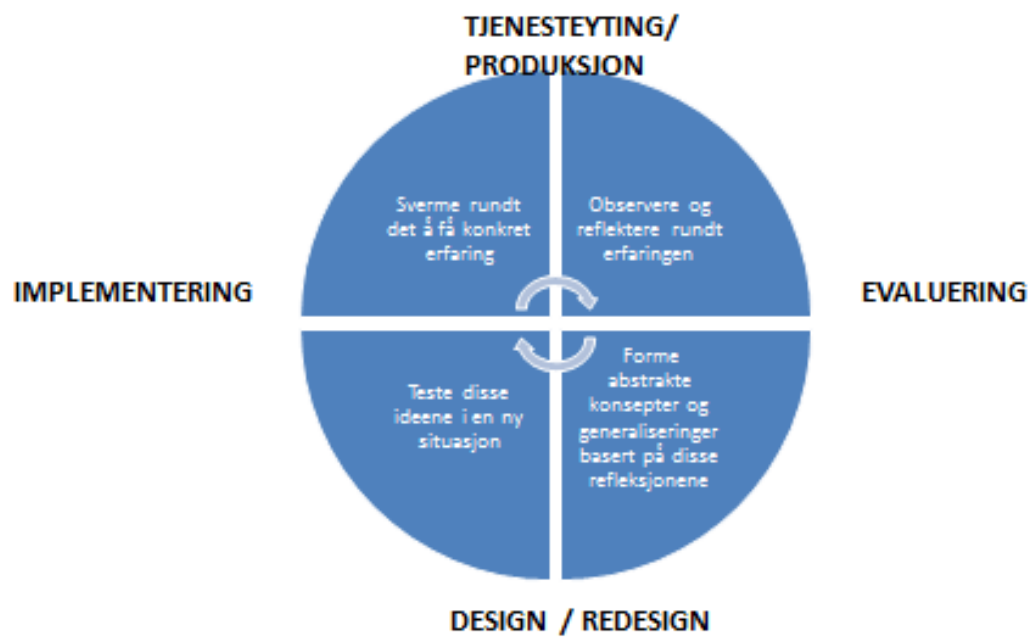 TJENESTEYTING/
PRODUKSJON
Sverme rundt
det å få konkret
erfaring
Observere og
reflektere rundt
erfaringen
IMPLEMENTERING
EVALUERING
Teste disse
ideene i en ny
situasjon
Forme
abstrakte
konsepter og
generaliseringer
basert på disse
refleksjonene
DESIGN / REDESIGN